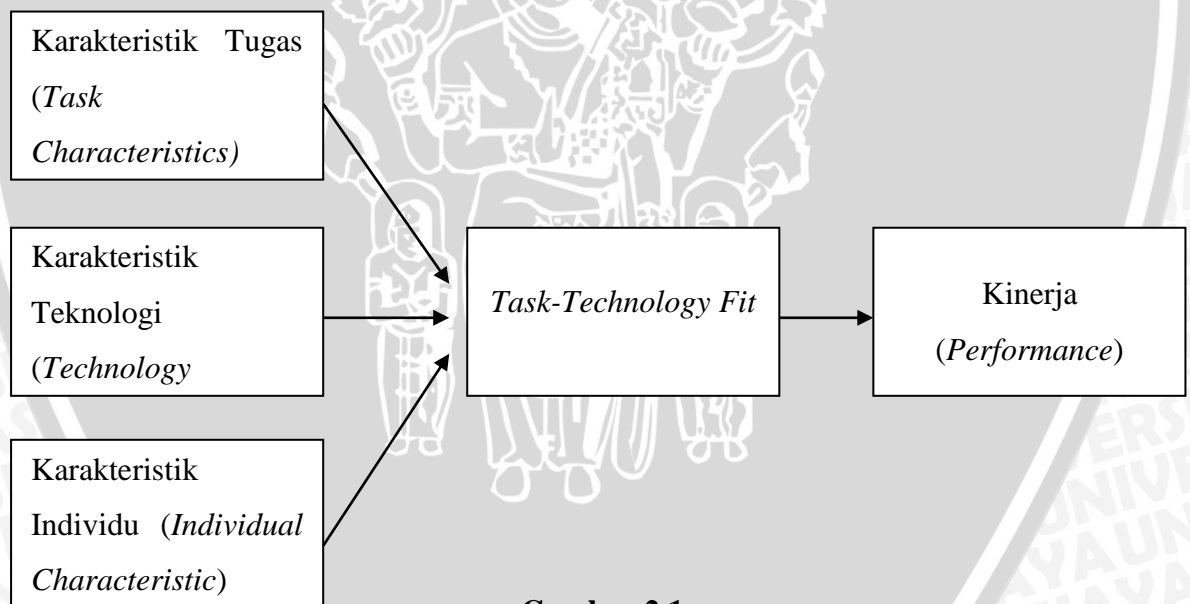 Karakteristik Tugas
(Task
Characteristics)
Karakteristik
Teknologi
(Technology
Karakteristik
Individu (Individual
Characteristic)
Task-Technology Fit
Kinerja
(Performance)